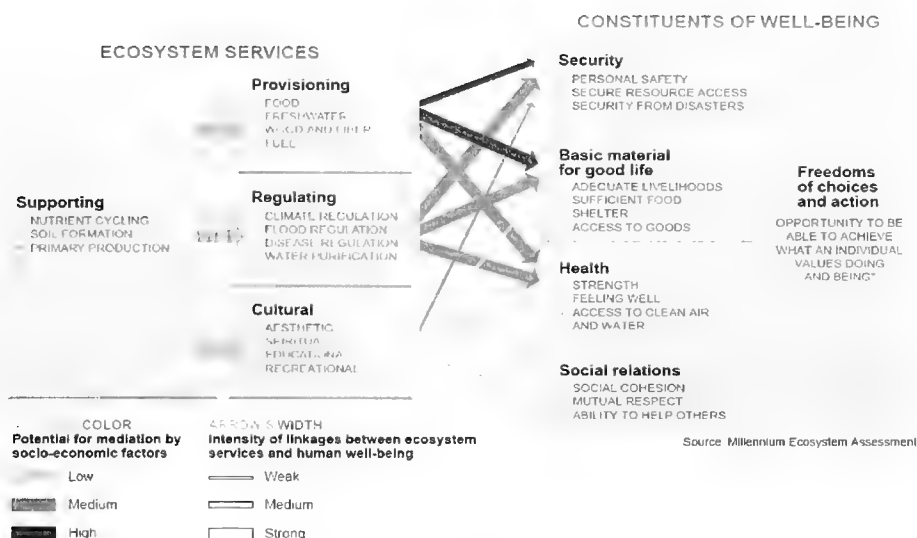 CONSTITUENTS OF WELL-BEING
ECOSYSTEM SERVICES
Supporting
NUTRIENT CYCLING
SOIL FORMATION
PRIMARY PRODUCTION
Provisioning
FOOD
FRESHWATER
WOOD AND FIBER
FUEL
Regulating
CLIMATE REGULATION
FLOOD REGULATION
DISEASE REGULATION
WATER PURIFICATION
Cultural
AESTHETIC
SPIRITUA
EDUCATIONA
RECREATIONAL
Security
PERSONAL SAFETY
SECURE RESOURCE ACCESS
SECURITY FROM DISASTERS
Basic material
for good life
ADEQUATE LIVELIHOODS
SUFFICIENT FOOD
SHELTER
ACCESS TO GOODS
Health
STRENGTH
FEELING WELL
ACCESS TO CLEAN AIR
AND WATER
Social relations
SOCIAL COHESION
MUTUAL RESPECT
ABILITY TO HELP OTHERS
Freedoms
of choices
and action
OPPORTUNITY TO BE
ABLE TO ACHIEVE
WHAT AN INDIVIDUAL
VALUES DOING
AND BEING"
Source Millennium Ecosystem Assessment
COLOR
Potential for mediation by
socio-economic factors
Low
Medium
High
ARROW'S WIDTH
Intensity of linkages between ecosystem
services and human well-being
Weak
Medium
Strong